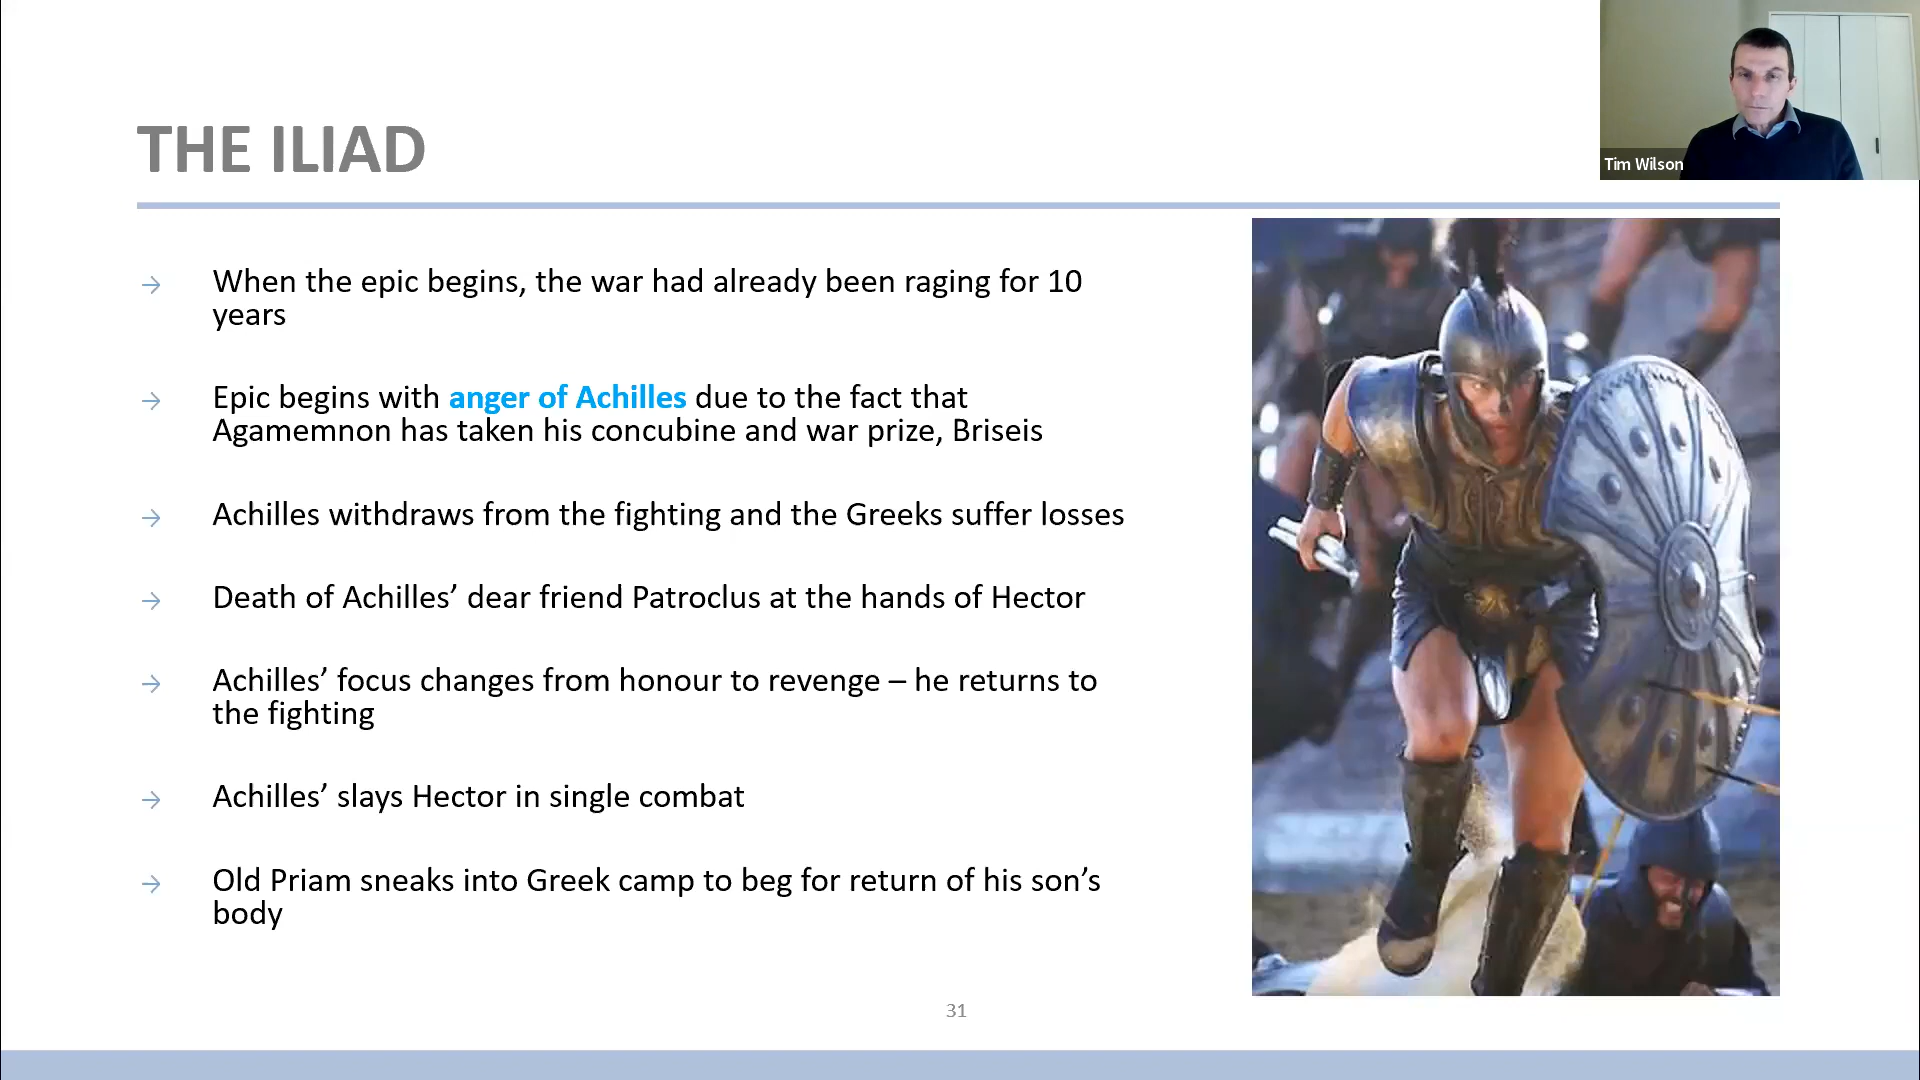 Tim Wilson
THE ILIAD
→ When the epic begins, the war had already been raging for 10
years
→ Epic begins with anger of Achilles due to the fact that
Agamemnon has taken his concubine and war prize, Briseis
→ Achilles withdraws from the fighting and the Greeks suffer losses
→ Death of Achilles’ dear friend Patroclus at the hands of Hector
→ Achilles’ focus changes from honour to revenge – he returns to
the fighting
→ Achilles’ slays Hector in single combat
→ Old Priam sneaks into Greek camp to beg for return of his son’s
body
31